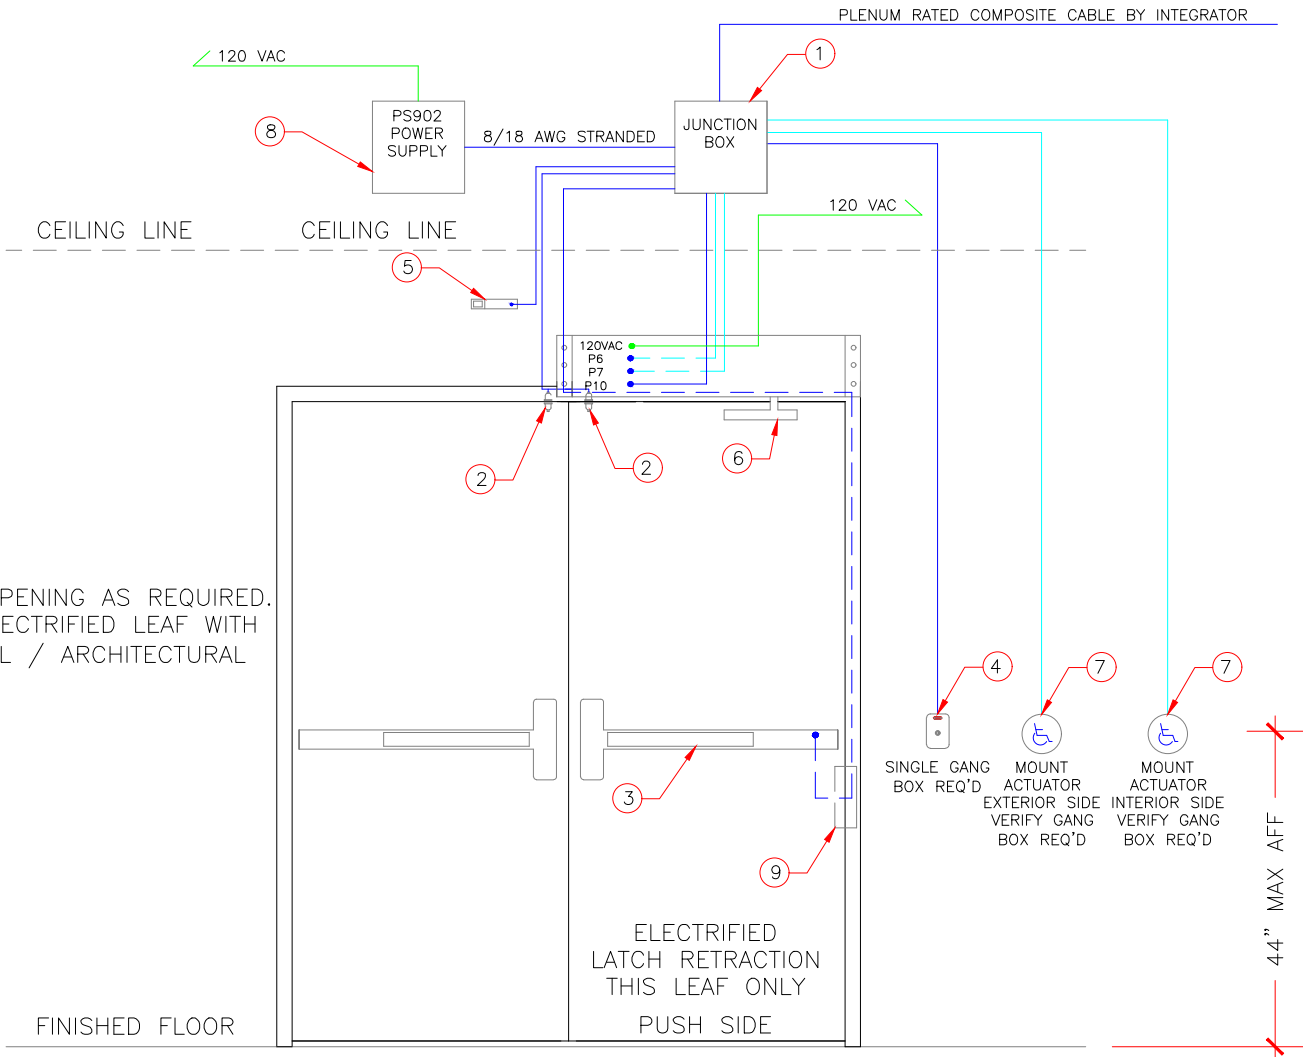 PLENUM RATED COMPOSITE CABLE BY INTEGRATOR
120 VAC
1
PS902
POWER
SUPPLY
8
8/18 AWG STRANDED
JUNCTION
BOX
120 VAC
CEILING LINE
CEILING LINE
5
120VAC
P6
P7
P10
2
2
6
PENING AS REQUIRED.
ECTRIFIED LEAF WITH
L / ARCHITECTURAL
4
7
7
3
9
SINGLE GANG
BOX REQ'D
MOUNT
ACTUATOR
EXTERIOR SIDE
VERIFY GANG
BOX REQ'D
MOUNT
ACTUATOR
INTERIOR SIDE
VERIFY GANG
BOX REQ'D
44" MAX AFF
ELECTRIFIED
LATCH RETRACTION
THIS LEAF ONLY
PUSH SIDE
FINISHED FLOOR